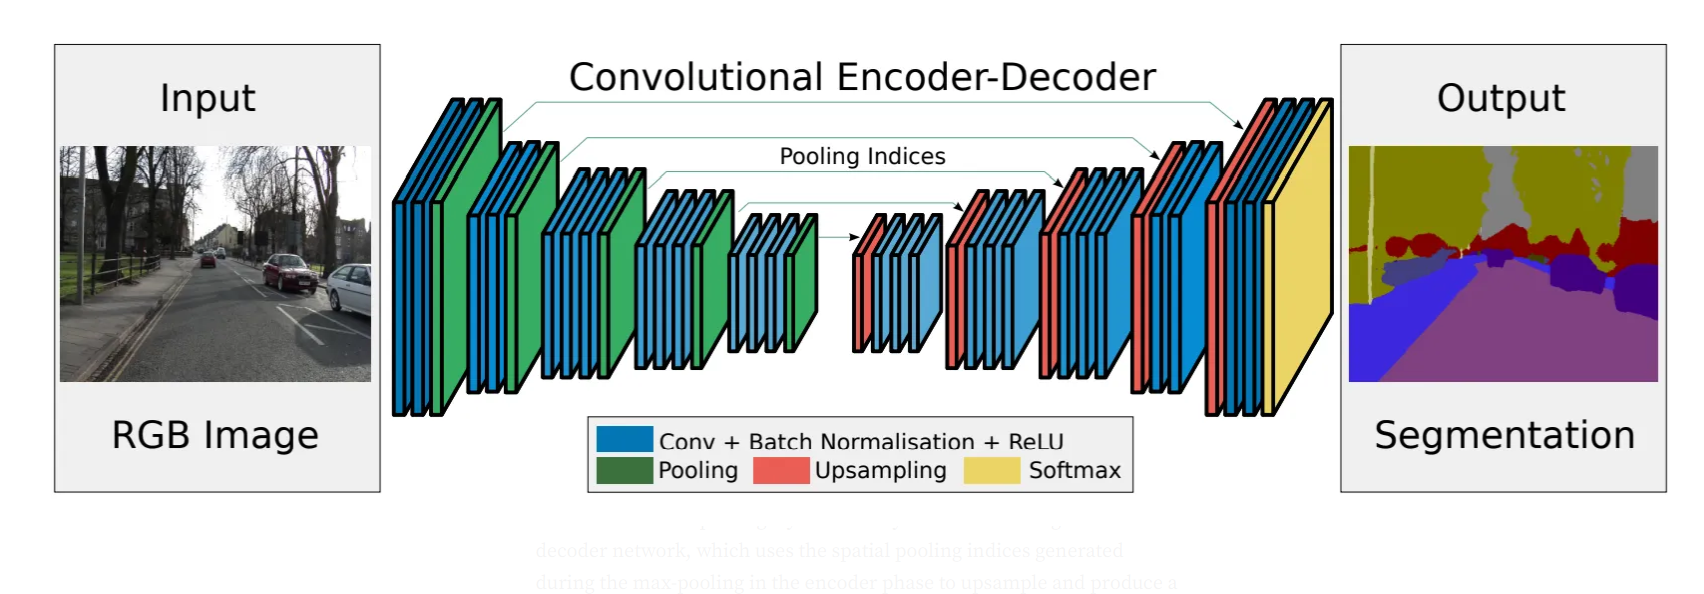 Convolutional Encoder-Decoder
Input
Output
Pooling Indices
RGB Image
Segmentation
Conv + Batch Normalisation + ReLU
Pooling Upsampling Softmax
decoder network, which uses the spatial pooling indices generated
during the max-pooling in the encoder phase to upsample and produce a